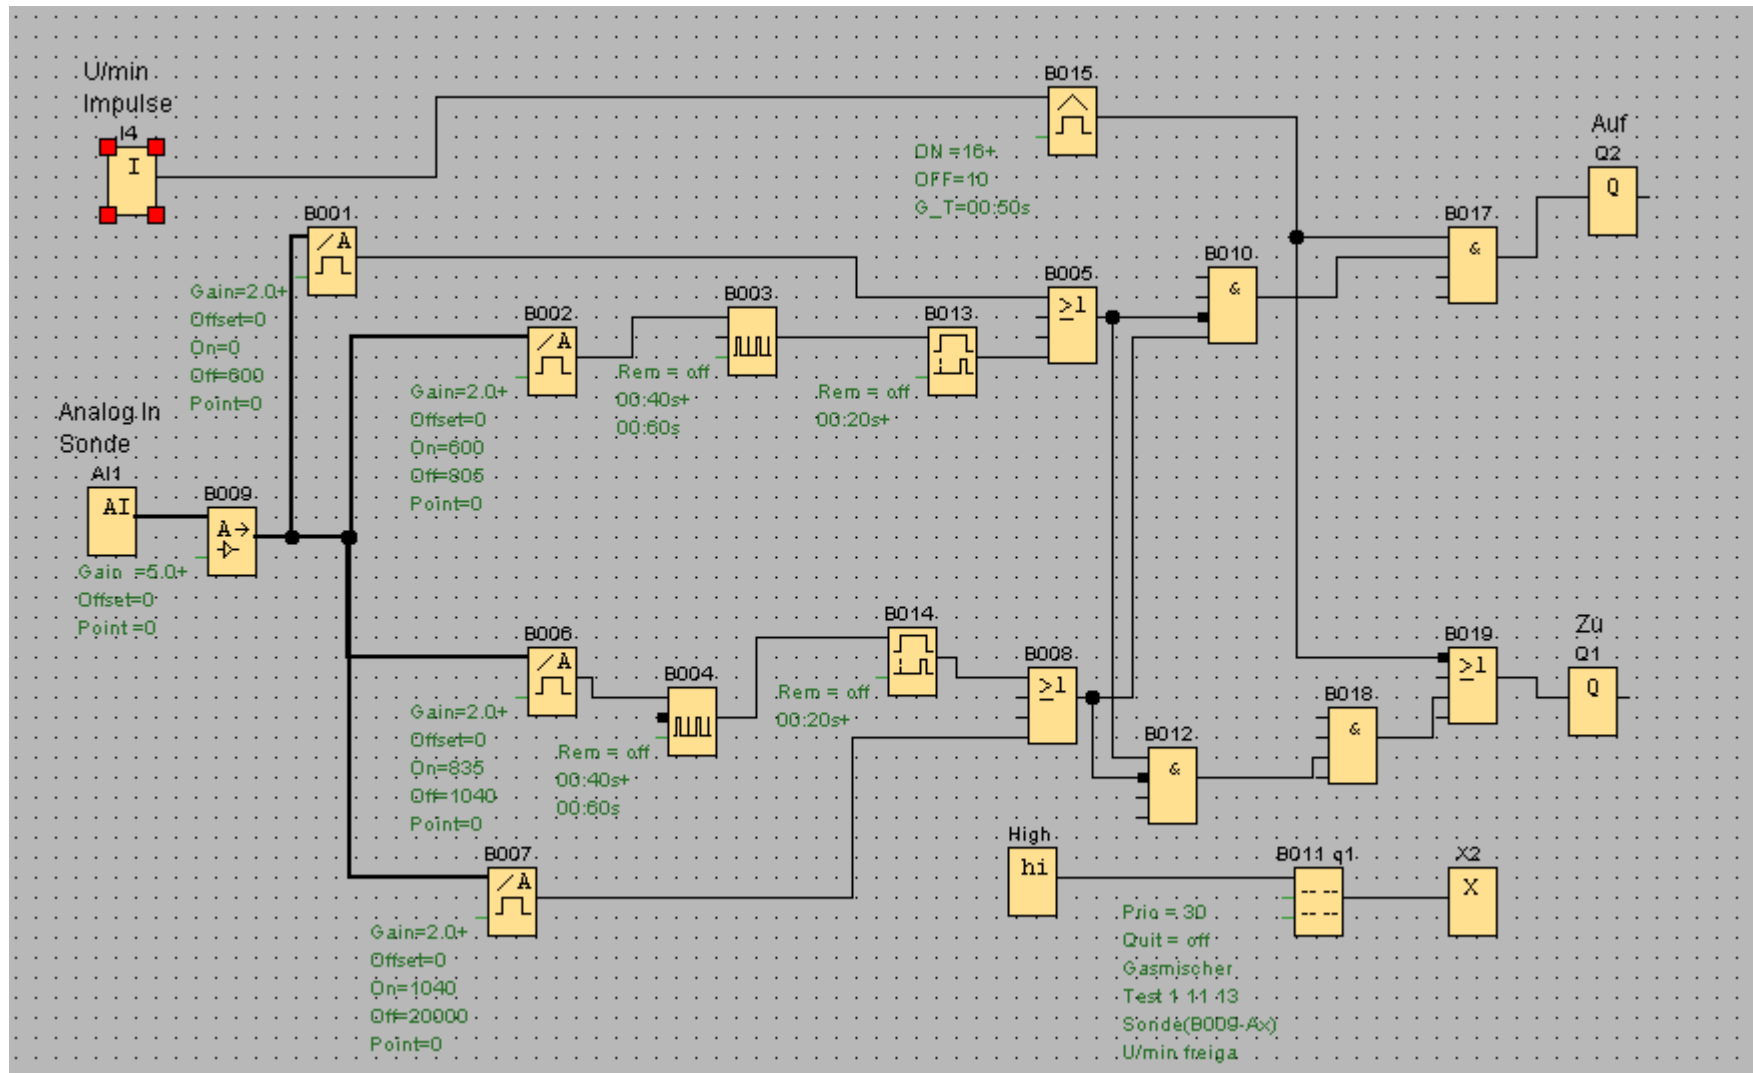 U/min
Impulse
I4
I
B001
/A
Gain=2.0+
Offset=0
On=0
Off=600
Point=0
Analog In
Sonde
AI1
AI
B009
A→
Gain =5.0+
Offset=0
Point =0
B002
/A
Gain=2.0+
Offset=0
On=600
Off=805
Point=0
B003
Rem = off
00:40s+
00:60s
B013
Rem = off
00:20s+
B015
ON =16+
OFF=10
G_T=00:50s
B005
≥1
B010
&
B017
&
Auf
Q2
Q
B006
/A
Gain=2.0+
Offset=0
On=835
Off=1040
Point=0
B004
Rem = off
00:40s+
00:60s
B014
Rem = off
00:20s+
B008
≥1
B012
&
B018
&
B019
≥1
Zu
Q1
Q
B007
/A
Gain=2.0+
Offset=0
On=1040
Off=20000
Point=0
High
hi
B011 q1
Prio = 30
Quit = off
Gasmischer
Test 1 11 13
Sonde(B009-Ax)
U/min freiga
X2
X